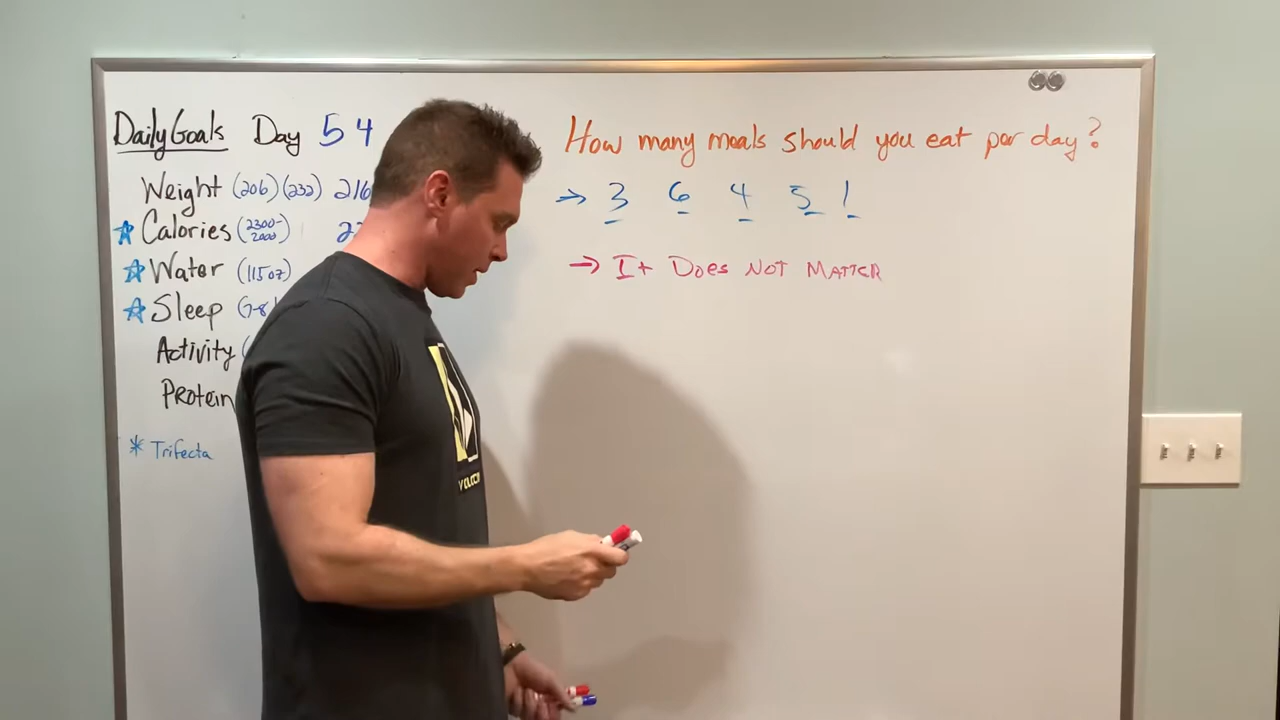 Daily Goals Day 54
Weight (206) (232) 216
Calories (2300-2000)
Water (115oz)
Sleep
Activity
Protein
* Trifecta
How many meals should you eat per day?
→ 3 6 4 5 1
→ It Does NOT MATTER